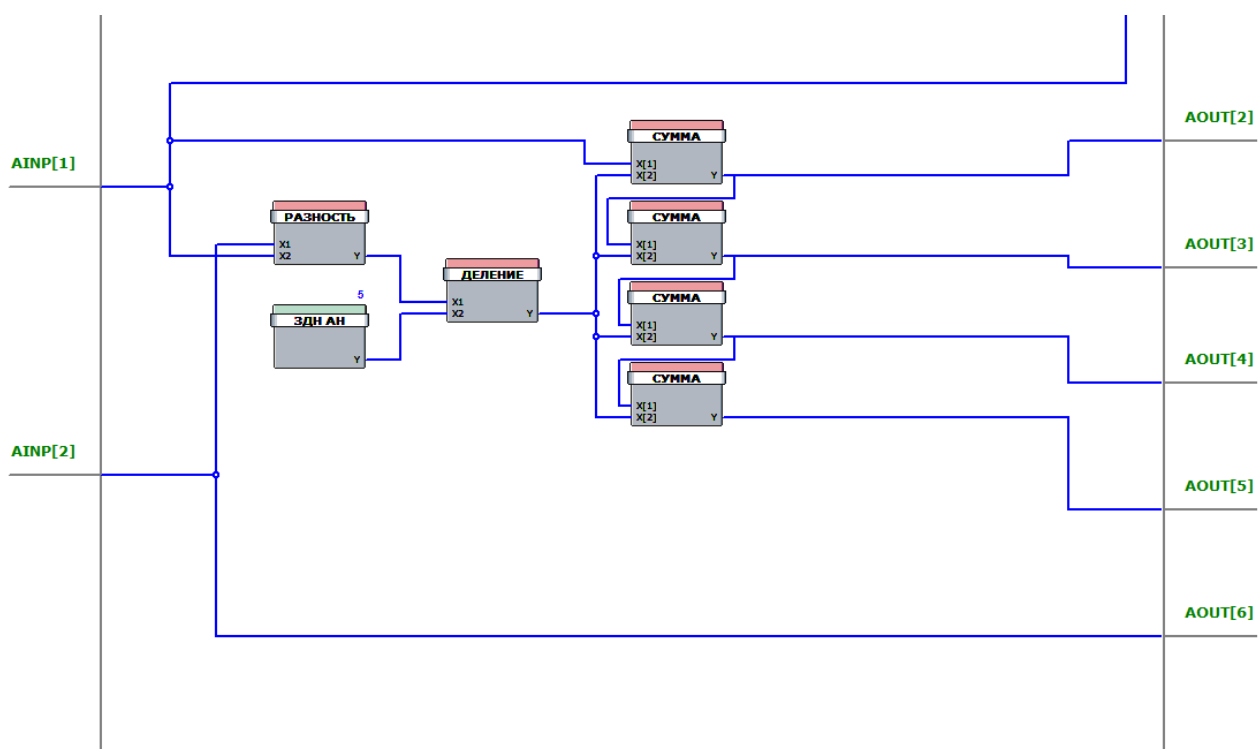 AOUT[2]
СУММА
AINP[1]
X[1]
X[2] Y
РАЗНОСТЬ
СУММА
X1
X2 Y
X[1]
X[2] Y
AOUT[3]
ДЕЛЕНИЕ
5
СУММА
X1
X2 Y
ЗДН АН
Y
X[1]
X[2] Y
AOUT[4]
СУММА
X[1]
X[2] Y
AINP[2]
AOUT[5]
AOUT[6]